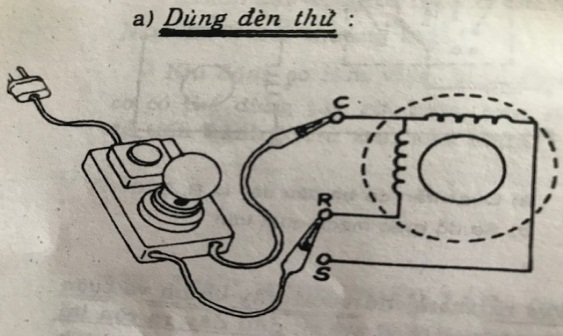 a) Dùng đèn thử :
C
R
S